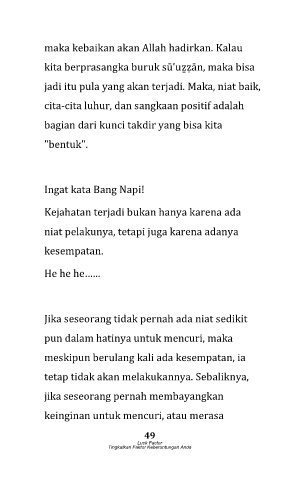 maka kebaikan akan Allah hadirkan. Kalau
kita berprasangka buruk sū’uẓẓān, maka bisa
jadi itu pula yang akan terjadi. Maka, niat baik,
cita-cita luhur, dan sangkaan positif adalah
bagian dari kunci takdir yang bisa kita
"bentuk".
Ingat kata Bang Napi!
Kejahatan terjadi bukan hanya karena ada
niat pelakunya, tetapi juga karena adanya
kesempatan.
He he he......
Jika seseorang tidak pernah ada niat sedikit
pun dalam hatinya untuk mencuri, maka
meskipun berulang kali ada kesempatan, ia
tetap tidak akan melakukannya. Sebaliknya,
jika seseorang pernah membayangkan
keinginan untuk mencuri, atau merasa
49
Luck Factor
Tingkatkan Faktor Keberuntungan Anda